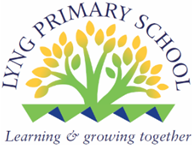 LYNG PRIMARY SCHOOL
Learning & growing together